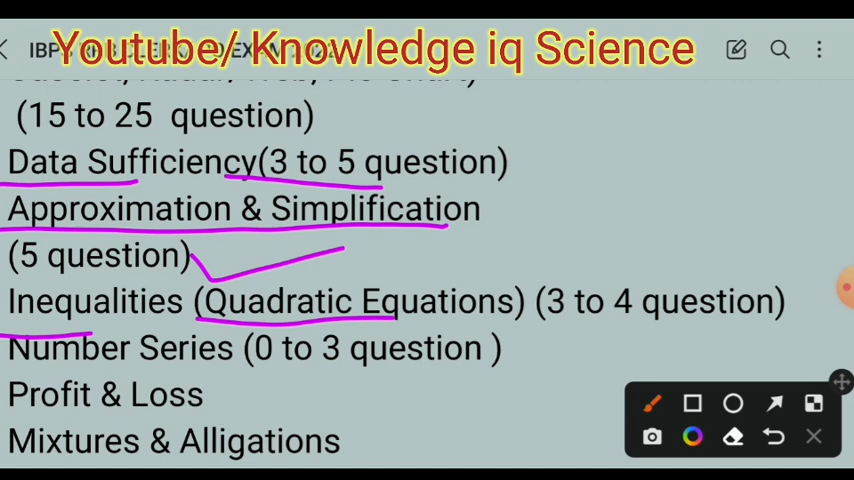 Youtube/ Knowledge iq Science
(15 to 25 question)
Data Sufficiency(3 to 5 question)
Approximation & Simplification
(5 question)
Inequalities (Quadratic Equations) (3 to 4 question)
Number Series (0 to 3 question )
Profit & Loss
Mixtures & Alligations